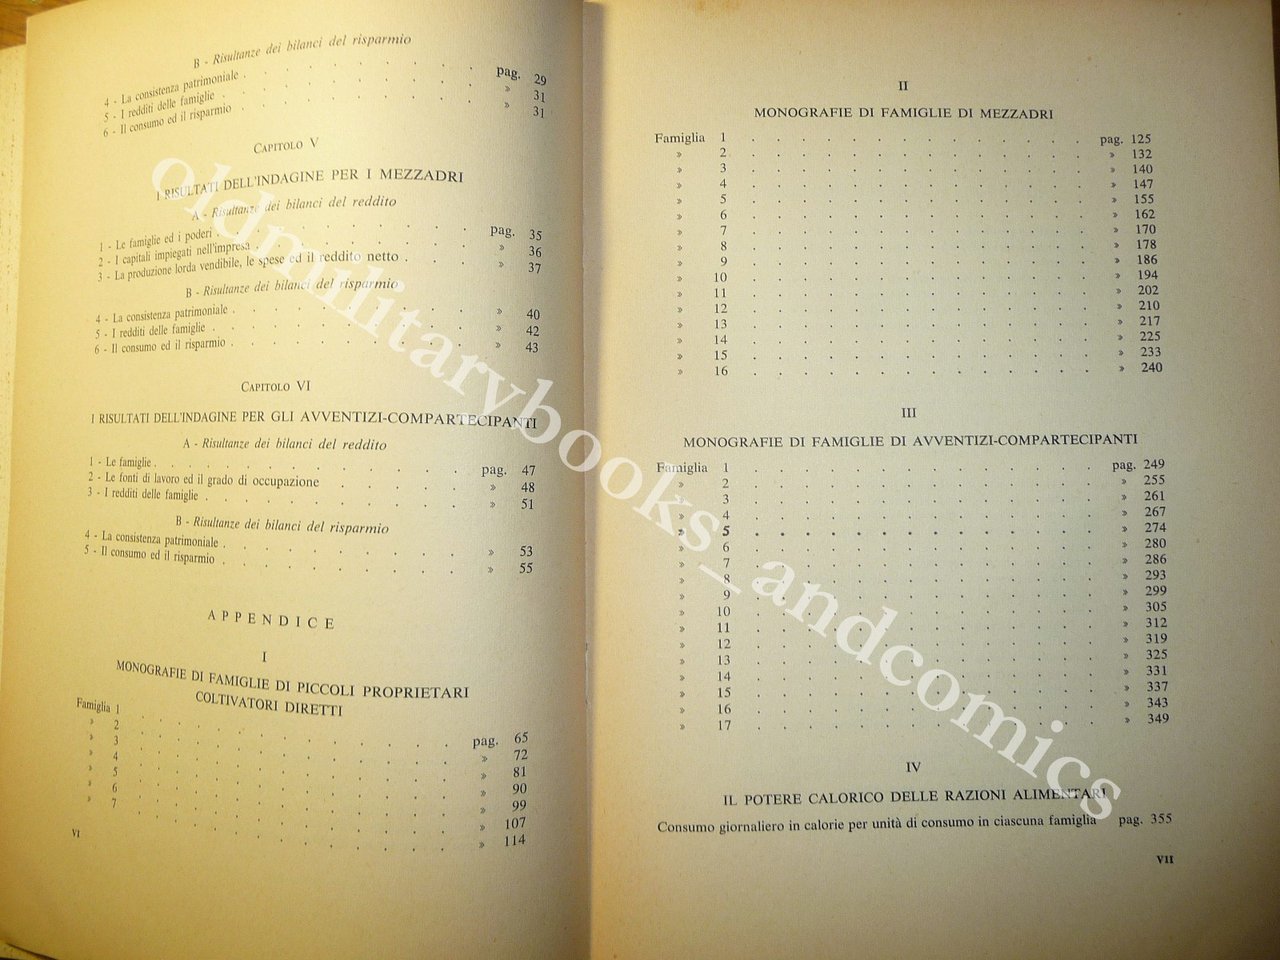 B - Risultanze dei bilanci del risparmio
4 - La consistenza patrimoniale . . . . . . . pag. 29
5 - I redditi delle famiglie . . . . . . . . » 31
6 - Il consumo ed il risparmio . . . . . . . » 31
CAPITOLO V
I RISULTATI DELL'INDAGINE PER I MEZZADRI
A - Risultanze dei bilanci del reddito
1 - Le famiglie ed i poderi . . . . . . . . pag. 35
2 - I capitali impiegati nell'impresa . . . . . . » 36
3 - La produzione lorda vendibile, le spese ed il reddito netto . . . » 37
B - Risultanze dei bilanci del risparmio
4 - La consistenza patrimoniale . . . . . . . » 40
5 - I redditi delle famiglie . . . . . . . . » 42
6 - Il consumo ed il risparmio . . . . . . . » 43
CAPITOLO VI
I RISULTATI DELL'INDAGINE PER GLI AVVENTIZI-COMPARTECIPANTI
A - Risultanze dei bilanci del reddito
1 - Le famiglie . . . . . . . . . . pag. 47
2 - Le fonti di lavoro ed il grado di occupazione . . . . » 48
3 - I redditi delle famiglie . . . . . . . . » 51
B - Risultanze dei bilanci del risparmio
4 - La consistenza patrimoniale . . . . . . . » 53
5 - Il consumo ed il risparmio . . . . . . . » 55
APPENDICE
I
MONOGRAFIE DI FAMIGLIE DI PICCOLI PROPRIETARI
COLTIVATORI DIRETTI
Famiglia 1 . . . . . . . . . . pag. 65
» 2 . . . . . . . . . . » 72
» 3 . . . . . . . . . . » 81
» 4 . . . . . . . . . . » 90
» 5 . . . . . . . . . . » 99
» 6 . . . . . . . . . . » 107
» 7 . . . . . . . . . . » 114
VI
II
MONOGRAFIE DI FAMIGLIE DI MEZZADRI
Famiglia 1 . . . . . . . . . . . pag. 125
» 2 . . . . . . . . . . . » 132
» 3 . . . . . . . . . . . » 140
» 4 . . . . . . . . . . . » 147
» 5 . . . . . . . . . . . » 155
» 6 . . . . . . . . . . . » 162
» 7 . . . . . . . . . . . » 170
» 8 . . . . . . . . . . . » 178
» 9 . . . . . . . . . . . » 186
» 10 . . . . . . . . . . . » 194
» 11 . . . . . . . . . . . » 202
» 12 . . . . . . . . . . . » 210
» 13 . . . . . . . . . . . » 217
» 14 . . . . . . . . . . . » 225
» 15 . . . . . . . . . . . » 233
» 16 . . . . . . . . . . . » 240
III
MONOGRAFIE DI FAMIGLIE DI AVVENTIZI-COMPARTECIPANTI
Famiglia 1 . . . . . . . . . . . pag. 249
» 2 . . . . . . . . . . . » 255
» 3 . . . . . . . . . . . » 261
» 4 . . . . . . . . . . . » 267
» 5 . . . . . . . . . . . » 274
» 6 . . . . . . . . . . . » 280
» 7 . . . . . . . . . . . » 286
» 8 . . . . . . . . . . . » 293
» 9 . . . . . . . . . . . » 299
» 10 . . . . . . . . . . . » 305
» 11 . . . . . . . . . . . » 312
» 12 . . . . . . . . . . . » 319
» 13 . . . . . . . . . . . » 325
» 14 . . . . . . . . . . . » 331
» 15 . . . . . . . . . . . » 337
» 16 . . . . . . . . . . . » 343
» 17 . . . . . . . . . . . » 349
IV
IL POTERE CALORICO DELLE RAZIONI ALIMENTARI
Consumo giornaliero in calorie per unità di consumo in ciascuna famiglia pag. 355
VII
oldmilitarybooks_andcomics